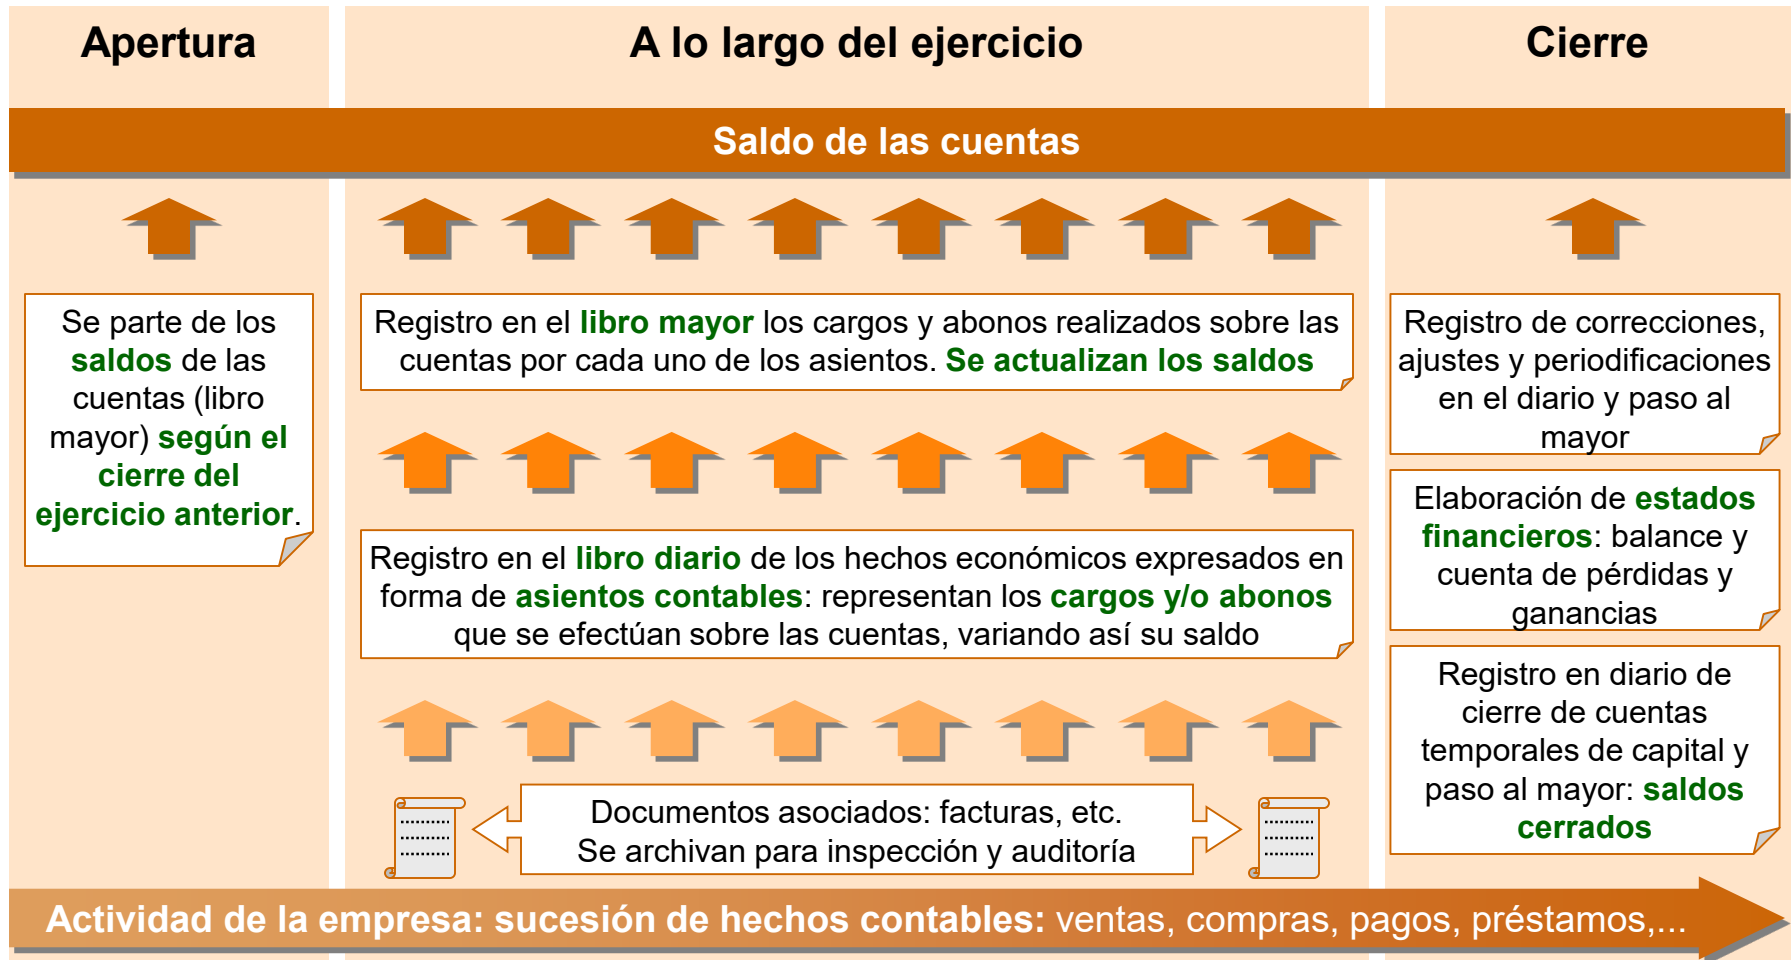 Apertura
A lo largo del ejercicio
Cierre
Saldo de las cuentas
Se parte de los
saldos de las
cuentas (libro
mayor) según el
cierre del
ejercicio anterior.
Registro en el libro mayor los cargos y abonos realizados sobre las
cuentas por cada uno de los asientos. Se actualizan los saldos
Registro en el libro diario de los hechos económicos expresados en
forma de asientos contables: representan los cargos y/o abonos
que se efectúan sobre las cuentas, variando así su saldo
Documentos asociados: facturas, etc.
Se archivan para inspección y auditoría
Registro de correcciones,
ajustes y periodificaciones
en el diario y paso al
mayor
Elaboración de estados
financieros: balance y
cuenta de pérdidas y
ganancias
Registro en diario de
cierre de cuentas
temporales de capital y
paso al mayor: saldos
cerrados
Actividad de la empresa: sucesión de hechos contables: ventas, compras, pagos, préstamos,...